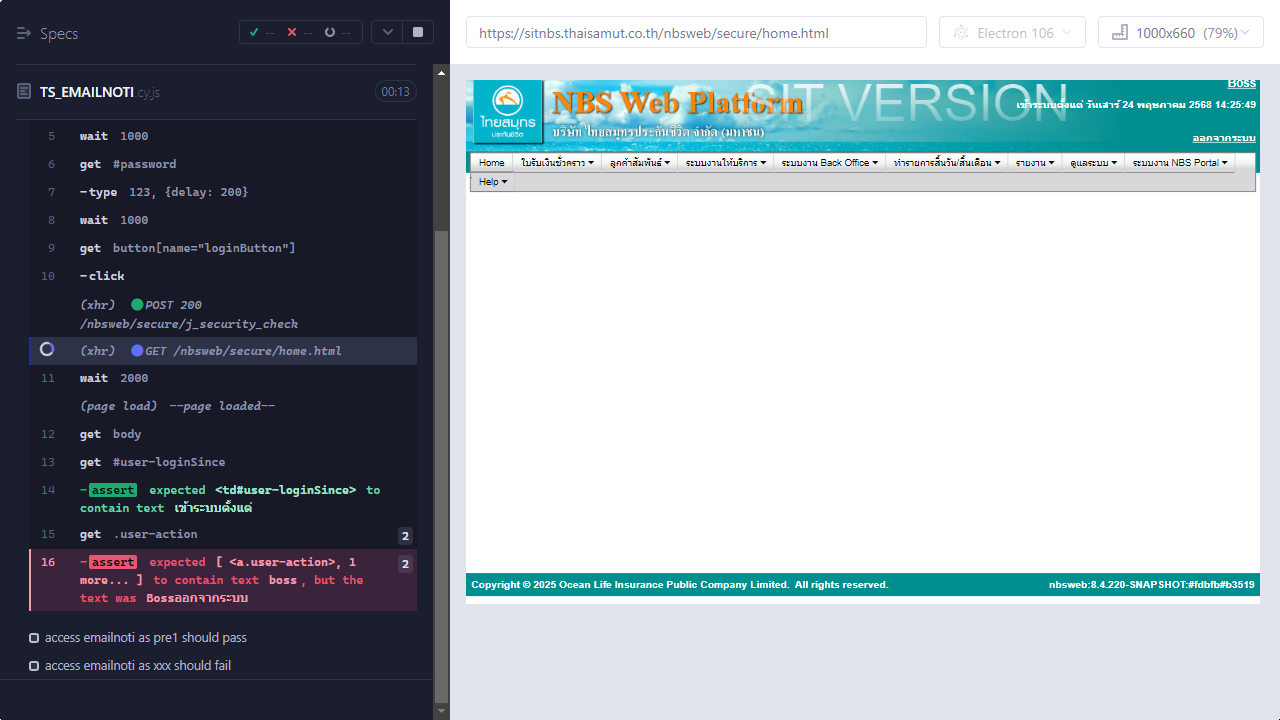 Specs
-- -- --
TS_EMAILNOTI.cy.js 00:13
5 wait 1000
6 get #password
7 -type 123, {delay: 200}
8 wait 1000
9 get button[name="loginButton"]
10 -click
(xhr) POST 200
/nbsweb/secure/j_security_check
(xhr) GET /nbsweb/secure/home.html
11 wait 2000
(page load) --page loaded--
12 get body
13 get #user-loginSince
14 -assert expected <td#user-loginSince> to
contain text เข้าระบบตั้งแต่
15 get .user-action 2
16 -assert expected [ <a.user-action>, 1 2
more... ] to contain text boss, but the
text was Bossออกจากระบบ
access emailnoti as pre1 should pass
access emailnoti as xxx should fail
https://sitnbs.thaisamut.co.th/nbsweb/secure/home.html
Electron 106
1000x660 (79%)
ไทยสมุทร
ประกันชีวิต
NBS Web Platform
บริษัท ไทยสมุทรประกันชีวิต จำกัด (มหาชน)
SIT VERSION
Boss
เข้าระบบตั้งแต่ วันเสาร์ 24 พฤษภาคม 2568 14:25:49
ออกจากระบบ
Home ใบรับเงินชั่วคราว ลูกค้าสัมพันธ์ ระบบงานให้บริการ ระบบงาน Back Office ทำรายการสิ้นวัน/สิ้นเดือน รายงาน ดูแลระบบ ระบบงาน NBS Portal
Help
Copyright © 2025 Ocean Life Insurance Public Company Limited. All rights reserved. nbsweb:8.4.220-SNAPSHOT:#fdbfb#b3519